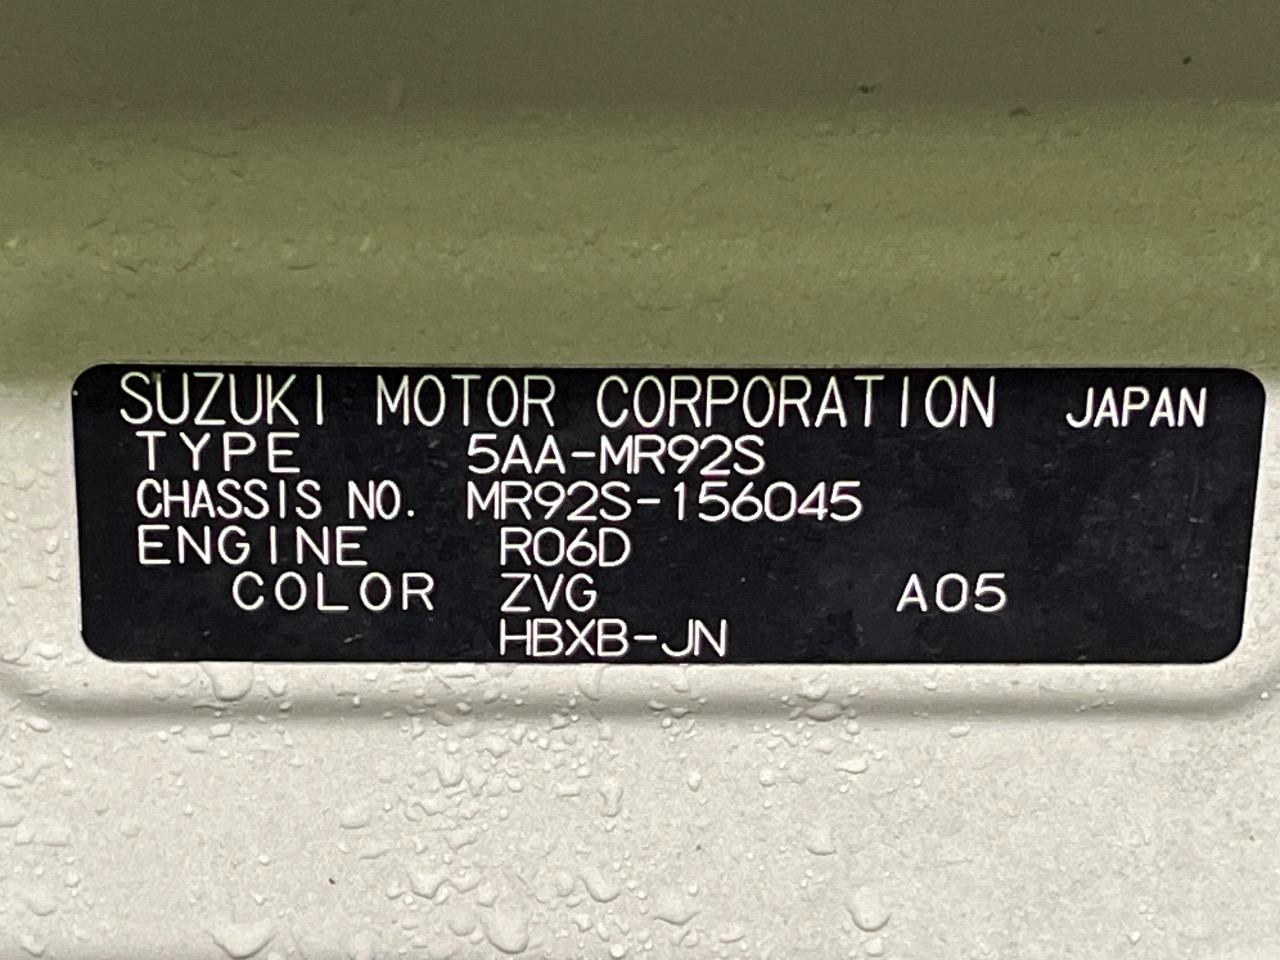 SUZUKI MOTOR CORPORATION JAPAN
TYPE 5AA-MR92S
CHASSIS NO. MR92S-156045
ENGINE R06D
COLOR ZVG A05
HBXB-JN